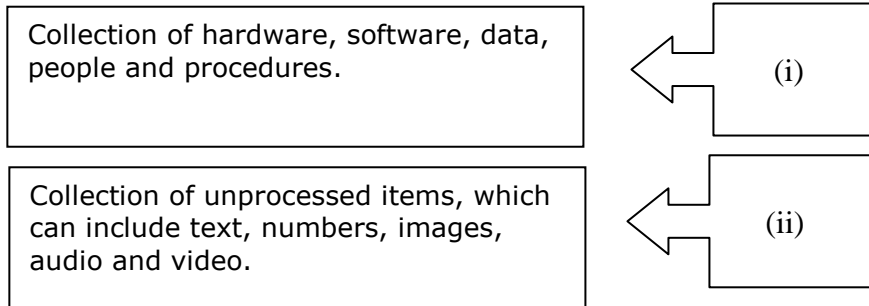 Collection of hardware, software, data,
people and procedures.
(i)
Collection of unprocessed items, which
can include text, numbers, images,
audio and video.
(ii)